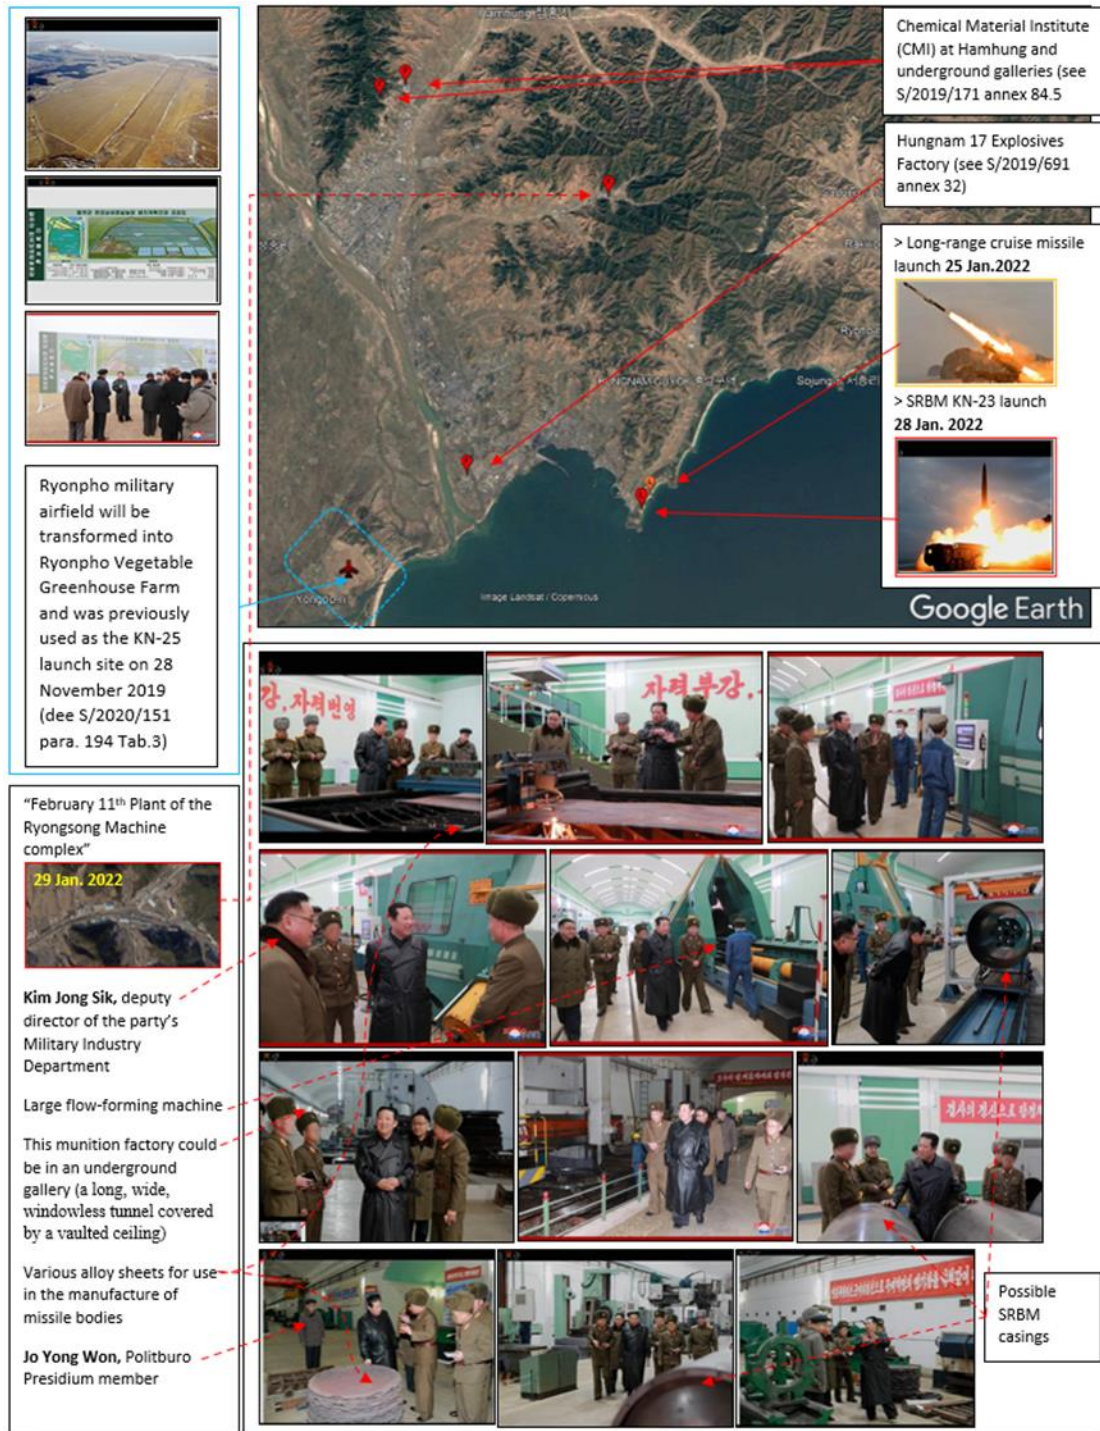 Chemical Material Institute
(CMI) at Hamhung and
underground galleries (see
S/2019/171 annex 84.5
Hungnam 17 Explosives
Factory (see S/2019/691
annex 32)
> Long-range cruise missile
launch 25 Jan.2022
> SRBM KN-23 launch
28 Jan. 2022
Image Landsat / Copernicus
Google Earth
Ryonpho military
airfield will be
transformed into
Ryonpho Vegetable
Greenhouse Farm
and was previously
used as the KN-25
launch site on 28
November 2019
(dee S/2020/151
para. 194 Tab.3)
강, 자력번영
자력부강,
"February 11th Plant of the
Ryongsong Machine
complex"
29 Jan. 2022
Kim Jong Sik, deputy
director of the party's
Military Industry
Department
Large flow-forming machine
This munition factory could
be in an underground
gallery (a long, wide,
windowless tunnel covered
by a vaulted ceiling)
Various alloy sheets for use
in the manufacture of
missile bodies
Jo Yong Won, Politburo
Presidium member
Possible
SRBM
casings